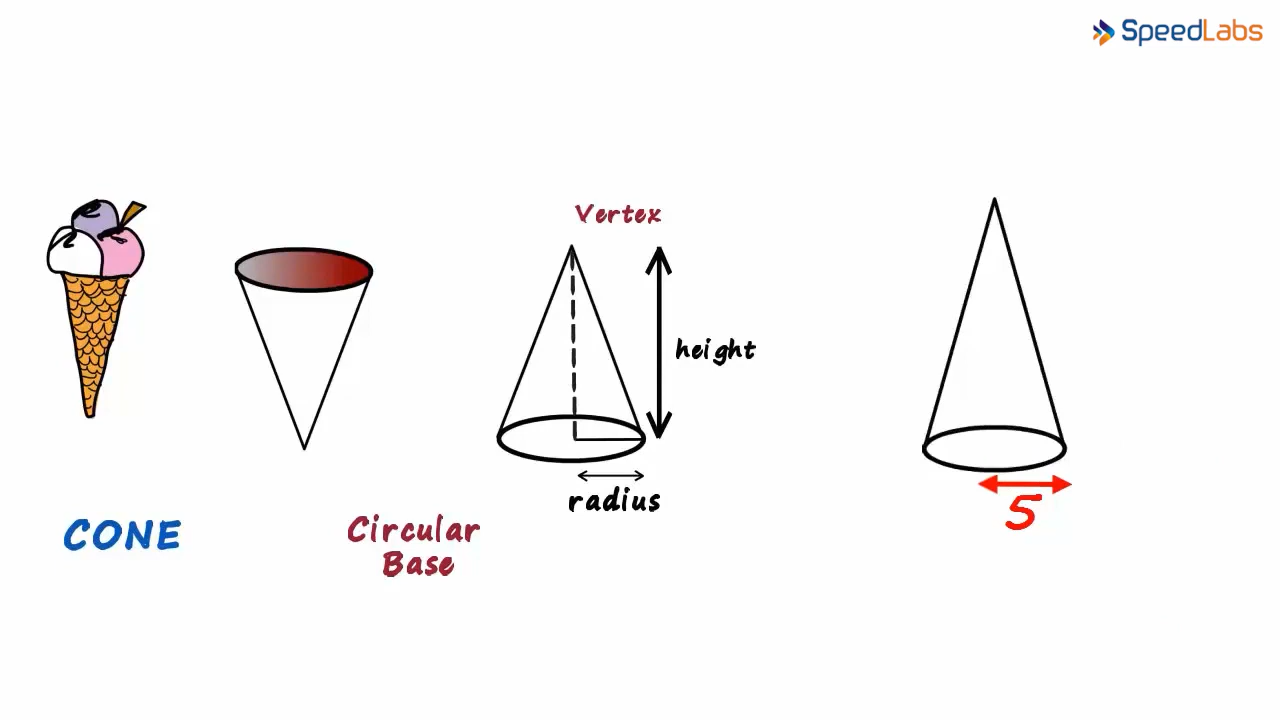 SpeedLabs
Vertex
height
radius
5
CONE
Circular
Base